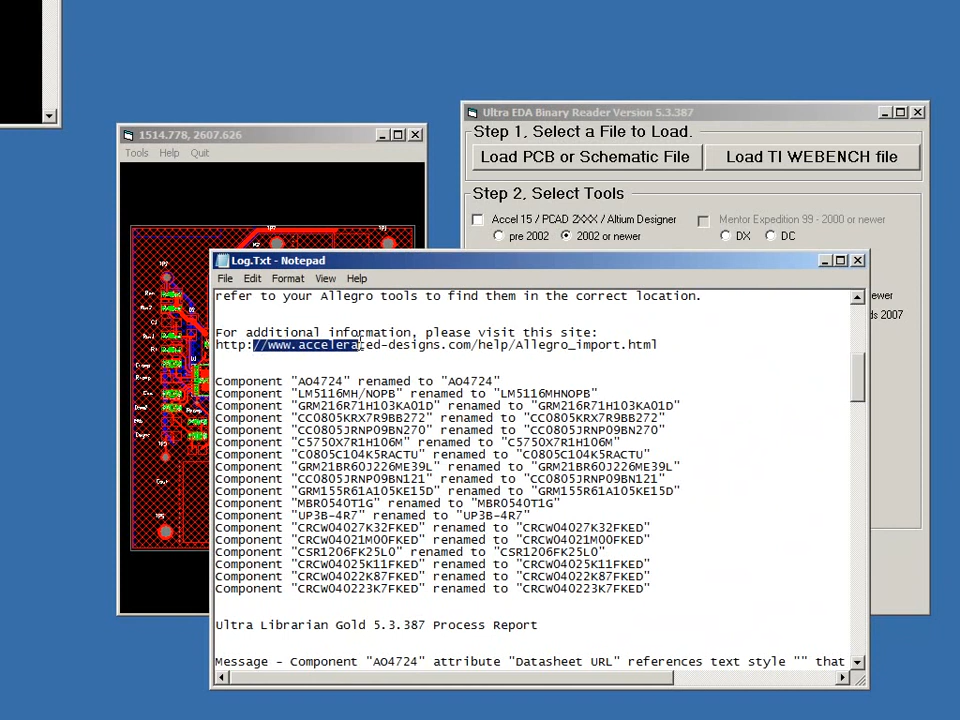 1514.778, 2607.626
Tools Help Quit
Ultra EDA Binary Reader Version 5.3.387
Step 1, Select a File to Load.
Load PCB or Schematic File
Load TI WEBENCH file
Step 2, Select Tools
Accel 15 / PCAD 2XXX / Altium Designer
Mentor Expedition 99 - 2000 or newer
pre 2002
2002 or newer
DX
DC
newer
ds 2007
Log.Txt - Notepad
File Edit Format View Help
refer to your Allegro tools to find them in the correct location.
For additional information, please visit this site:
http://www.accelerated-designs.com/help/Allegro_import.html
Component "AO4724" renamed to "AO4724"
Component "LM5116MH/NOPB" renamed to "LM5116MHNOPB"
Component "GRM216R71H103KA01D" renamed to "GRM216R71H103KA01D"
Component "CC0805KRX7R9BB272" renamed to "CC0805KRX7R9BB272"
Component "CC0805JRNPO9BN270" renamed to "CC0805JRNPO9BN270"
Component "C5750X7R1H106M" renamed to "C5750X7R1H106M"
Component "C0805C104K5RACTU" renamed to "C0805C104K5RACTU"
Component "GRM21BR60J226ME39L" renamed to "GRM21BR60J226ME39L"
Component "CC0805JRNPO9BN121" renamed to "CC0805JRNPO9BN121"
Component "GRM155R61A105KE15D" renamed to "GRM155R61A105KE15D"
Component "MBR0540T1G" renamed to "MBR0540T1G"
Component "UP3B-4R7" renamed to "UP3B-4R7"
Component "CRCW04027K32FKED" renamed to "CRCW04027K32FKED"
Component "CRCW04021M00FKED" renamed to "CRCW04021M00FKED"
Component "CSR1206FK25L0" renamed to "CSR1206FK25L0"
Component "CRCW04025K11FKED" renamed to "CRCW04025K11FKED"
Component "CRCW04022K87FKED" renamed to "CRCW04022K87FKED"
Component "CRCW040223K7FKED" renamed to "CRCW040223K7FKED"
Ultra Librarian Gold 5.3.387 Process Report
Message - Component "AO4724" attribute "Datasheet URL" references text style "" that